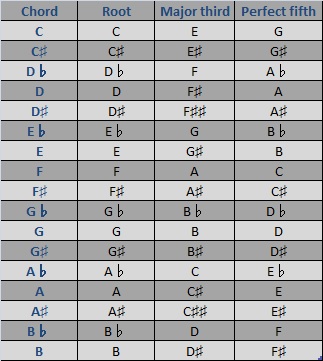 Chord Root Major third Perfect fifth
C C E G
C♯ C♯ E♯ G♯
D♭ D♭ F A♭
D D F♯ A
D♯ D♯ F♯♯ A♯
E♭ E♭ G B♭
E E G♯ B
F F A C
F♯ F♯ A♯ C♯
G♭ G♭ B♭ D♭
G G B D
G♯ G♯ B♯ D♯
A♭ A♭ C E♭
A A C♯ E
A♯ A♯ C♯♯ E♯
B♭ B♭ D F
B B D♯ F♯